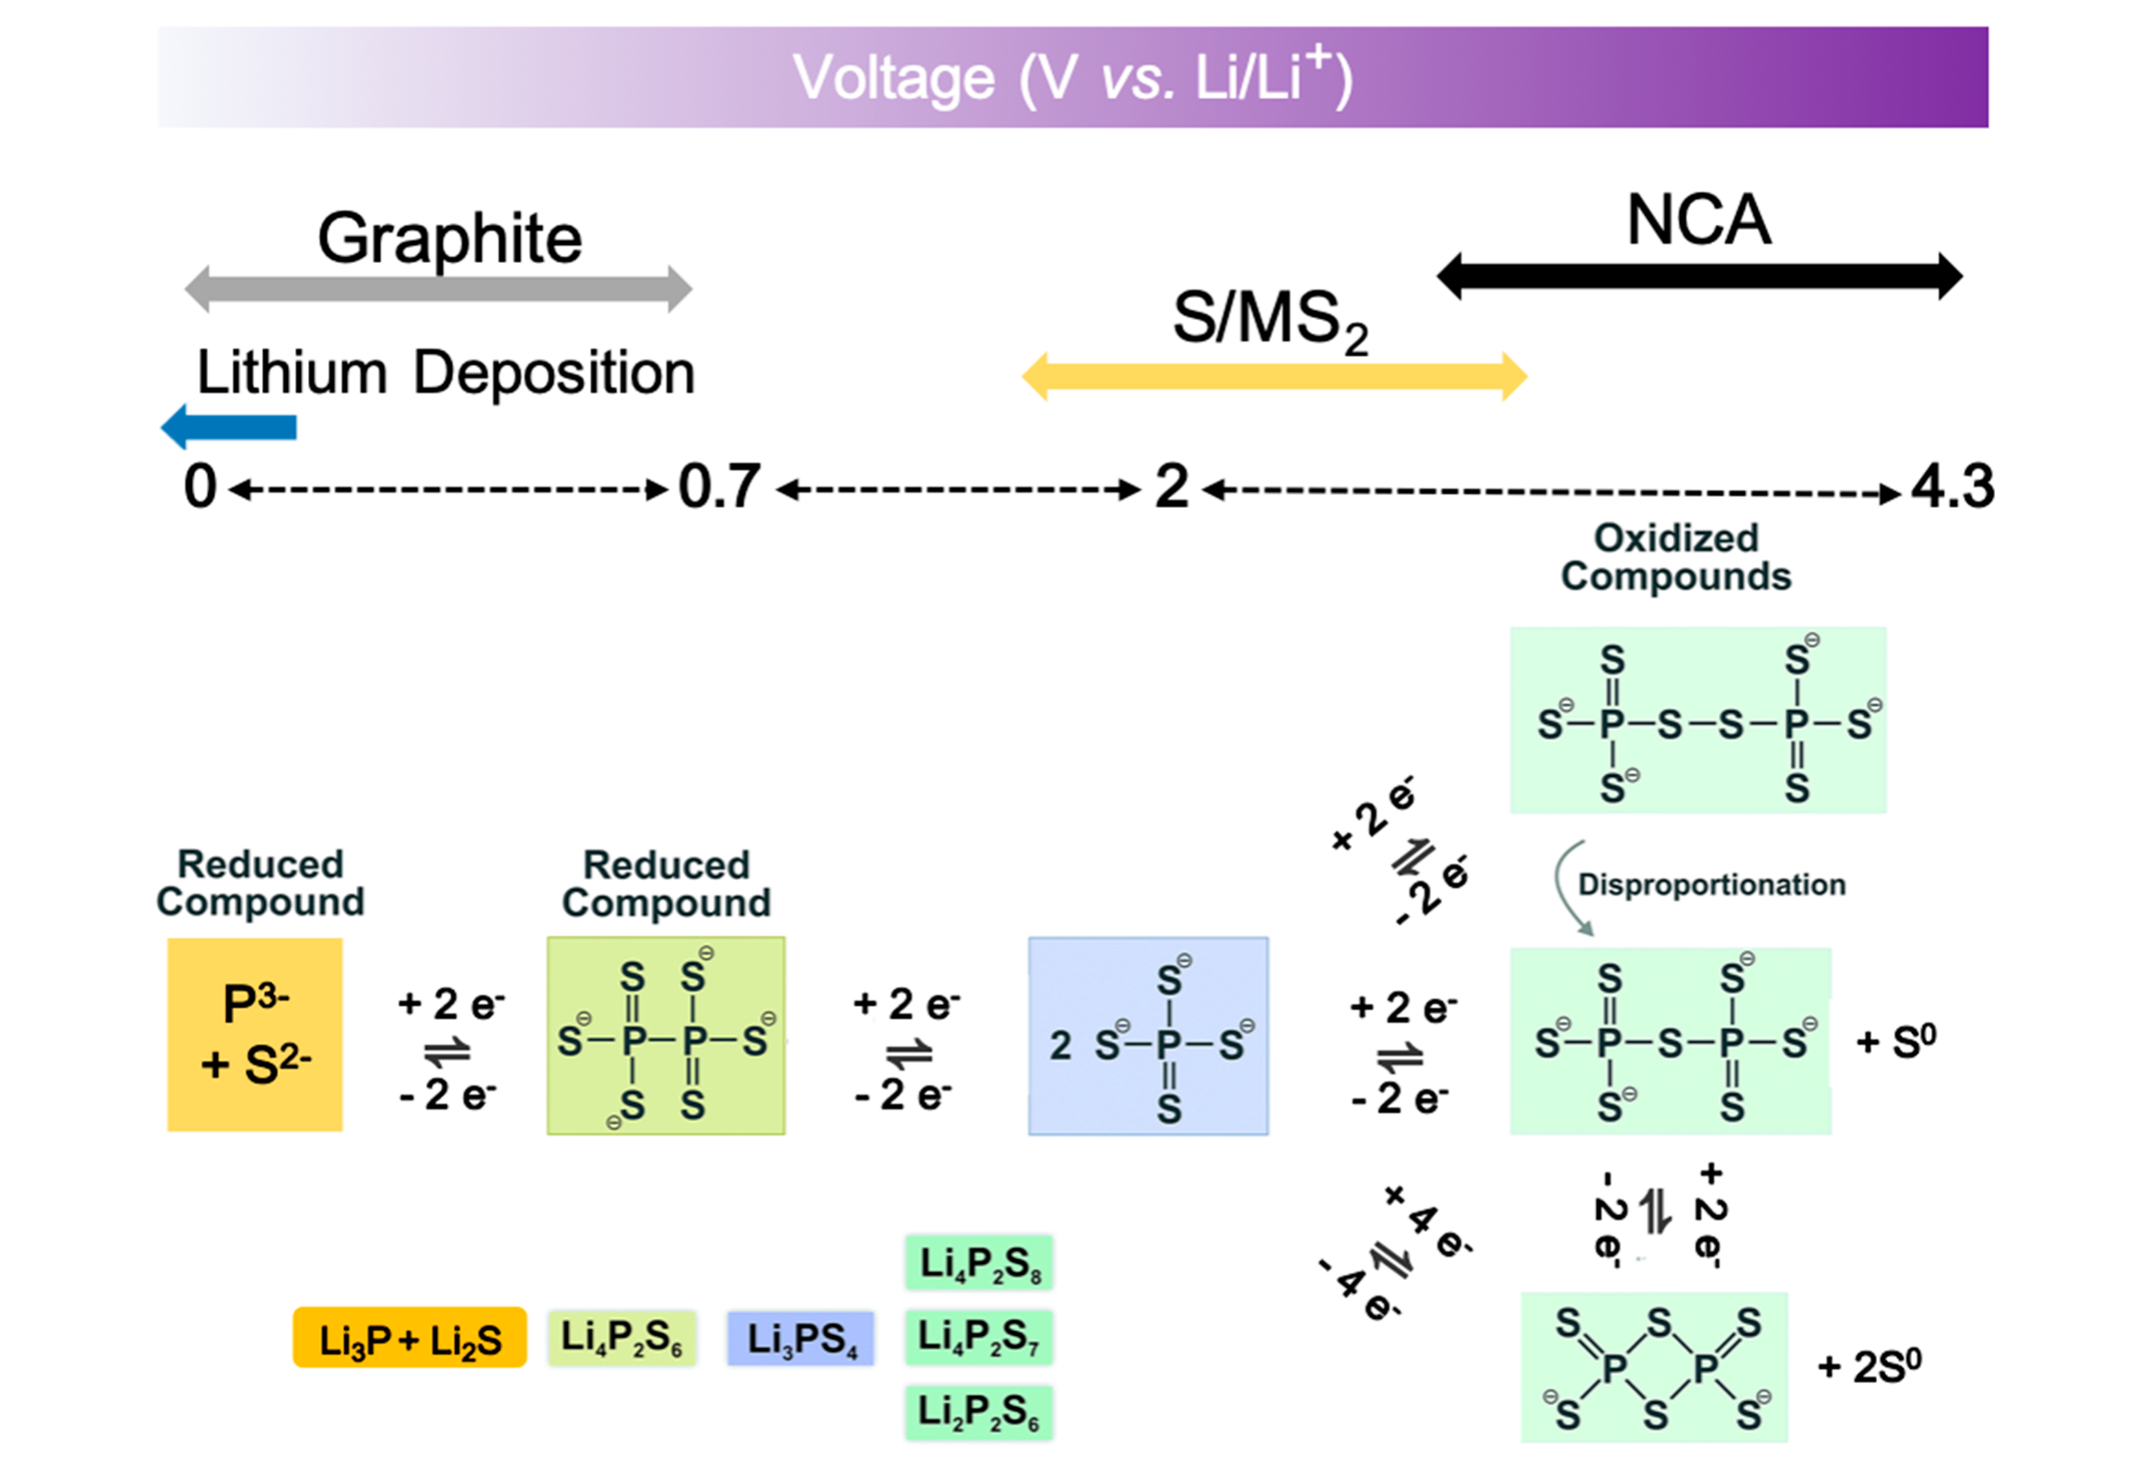 Voltage (V vs. Li/Li⁺)
NCA
Graphite
S/MS₂
Lithium Deposition
0 0.7 2 4.3
Oxidized
Compounds
S S⊖
S⊖–P–S–S–P–S⊖
S⊖ S
+ 2 e⁻
- 2 e⁻
Disproportionation
Reduced
Compound
P³⁻
+ S²⁻
+ 2 e⁻
- 2 e⁻
Reduced
Compound
S S⊖
S⊖–P–P–S⊖
⊖S S
+ 2 e⁻
- 2 e⁻
S⊖
2 S⊖–P–S⊖
S
+ 2 e⁻
- 2 e⁻
S S⊖
S⊖–P–S–P–S⊖ + S⁰
S⊖ S
+ 4 e⁻
- 4 e⁻
- 2 e⁻ + 2 e⁻
S S S
P P + 2S⁰
⊖S S S⊖
Li₄P₂S₈
Li₃P + Li₂S Li₄P₂S₆ Li₃PS₄ Li₄P₂S₇
Li₂P₂S₆